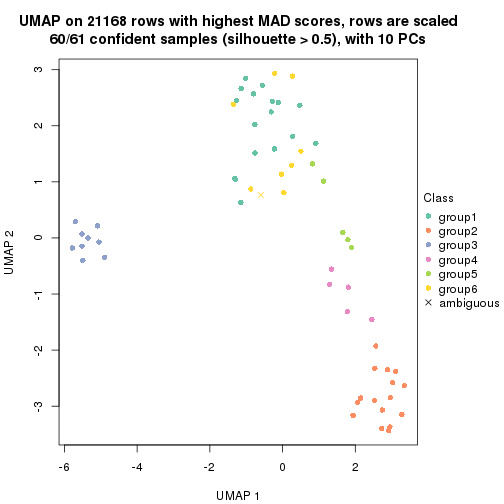 UMAP on 21168 rows with highest MAD scores, rows are scaled
60/61 confident samples (silhouette > 0.5), with 10 PCs
3
2
1
0
-1
-2
-3
UMAP 2
-6
-4
-2
0
2
UMAP 1
Class
group1
group2
group3
group4
group5
group6
ambiguous